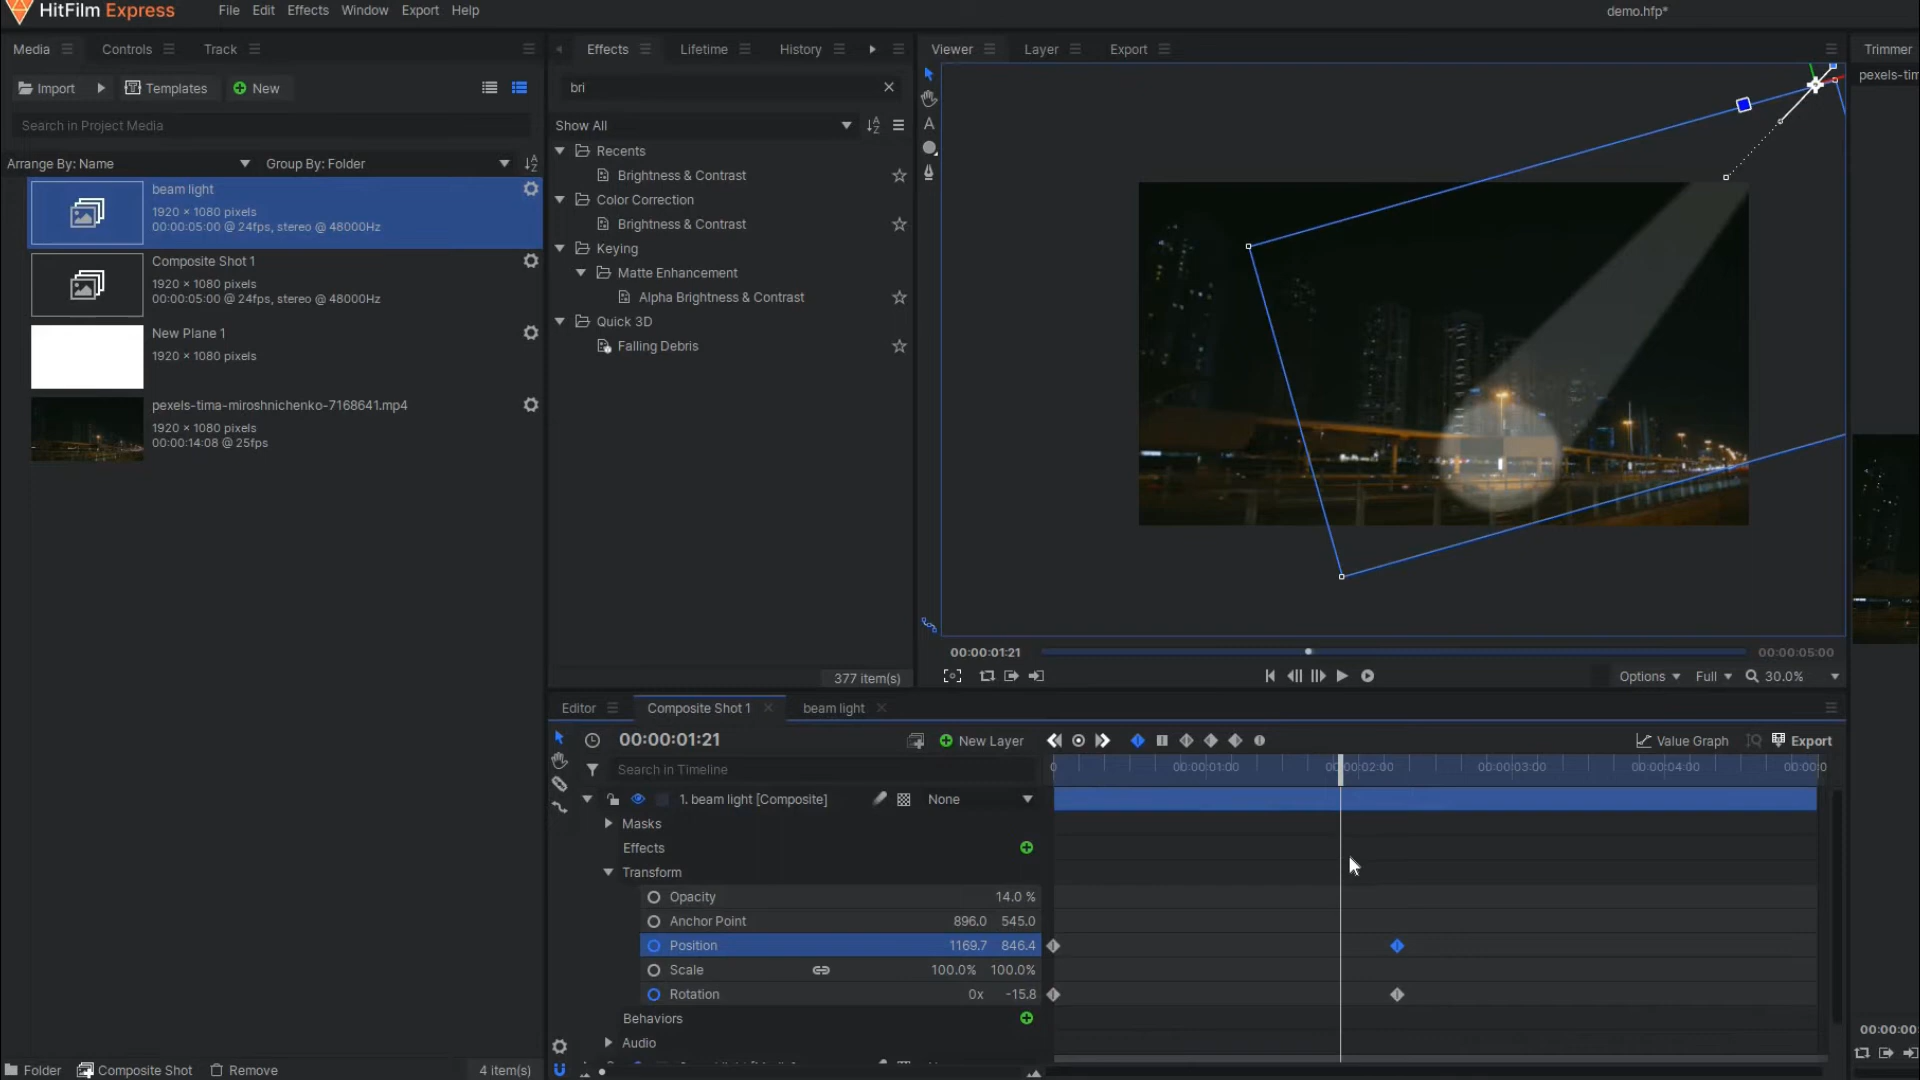 HitFilm Express
File Edit Effects Window Export Help
demo.hfp*
Media Controls Track
Import Templates New
Search in Project Media
Arrange By: Name Group By: Folder
beam light
1920 × 1080 pixels
00:00:05:00 @ 24fps, stereo @ 48000Hz
Composite Shot 1
1920 × 1080 pixels
00:00:05:00 @ 24fps, stereo @ 48000Hz
New Plane 1
1920 × 1080 pixels
pexels-tima-miroshnichenko-7168641.mp4
1920 × 1080 pixels
00:00:14:08 @ 25fps
Folder Composite Shot Remove 4 item(s)
Effects Lifetime History
bri
Show All
Recents
Brightness & Contrast
Color Correction
Brightness & Contrast
Keying
Matte Enhancement
Alpha Brightness & Contrast
Quick 3D
Falling Debris
377 item(s)
Viewer Layer Export
A
00:00:01:21 00:00:05:00
Options Full 30.0%
Trimmer
pexels-tim
00:00:00
Editor Composite Shot 1 beam light
00:00:01:21 New Layer Value Graph Export
Search in Timeline
0 00:00:01:00 00:00:02:00 00:00:03:00 00:00:04:00 00:00:0
1. beam light [Composite] None
Masks
Effects
Transform
Opacity 14.0 %
Anchor Point 896.0 545.0
Position 1169.7 846.4
Scale 100.0% 100.0%
Rotation 0x -15.8
Behaviors
Audio